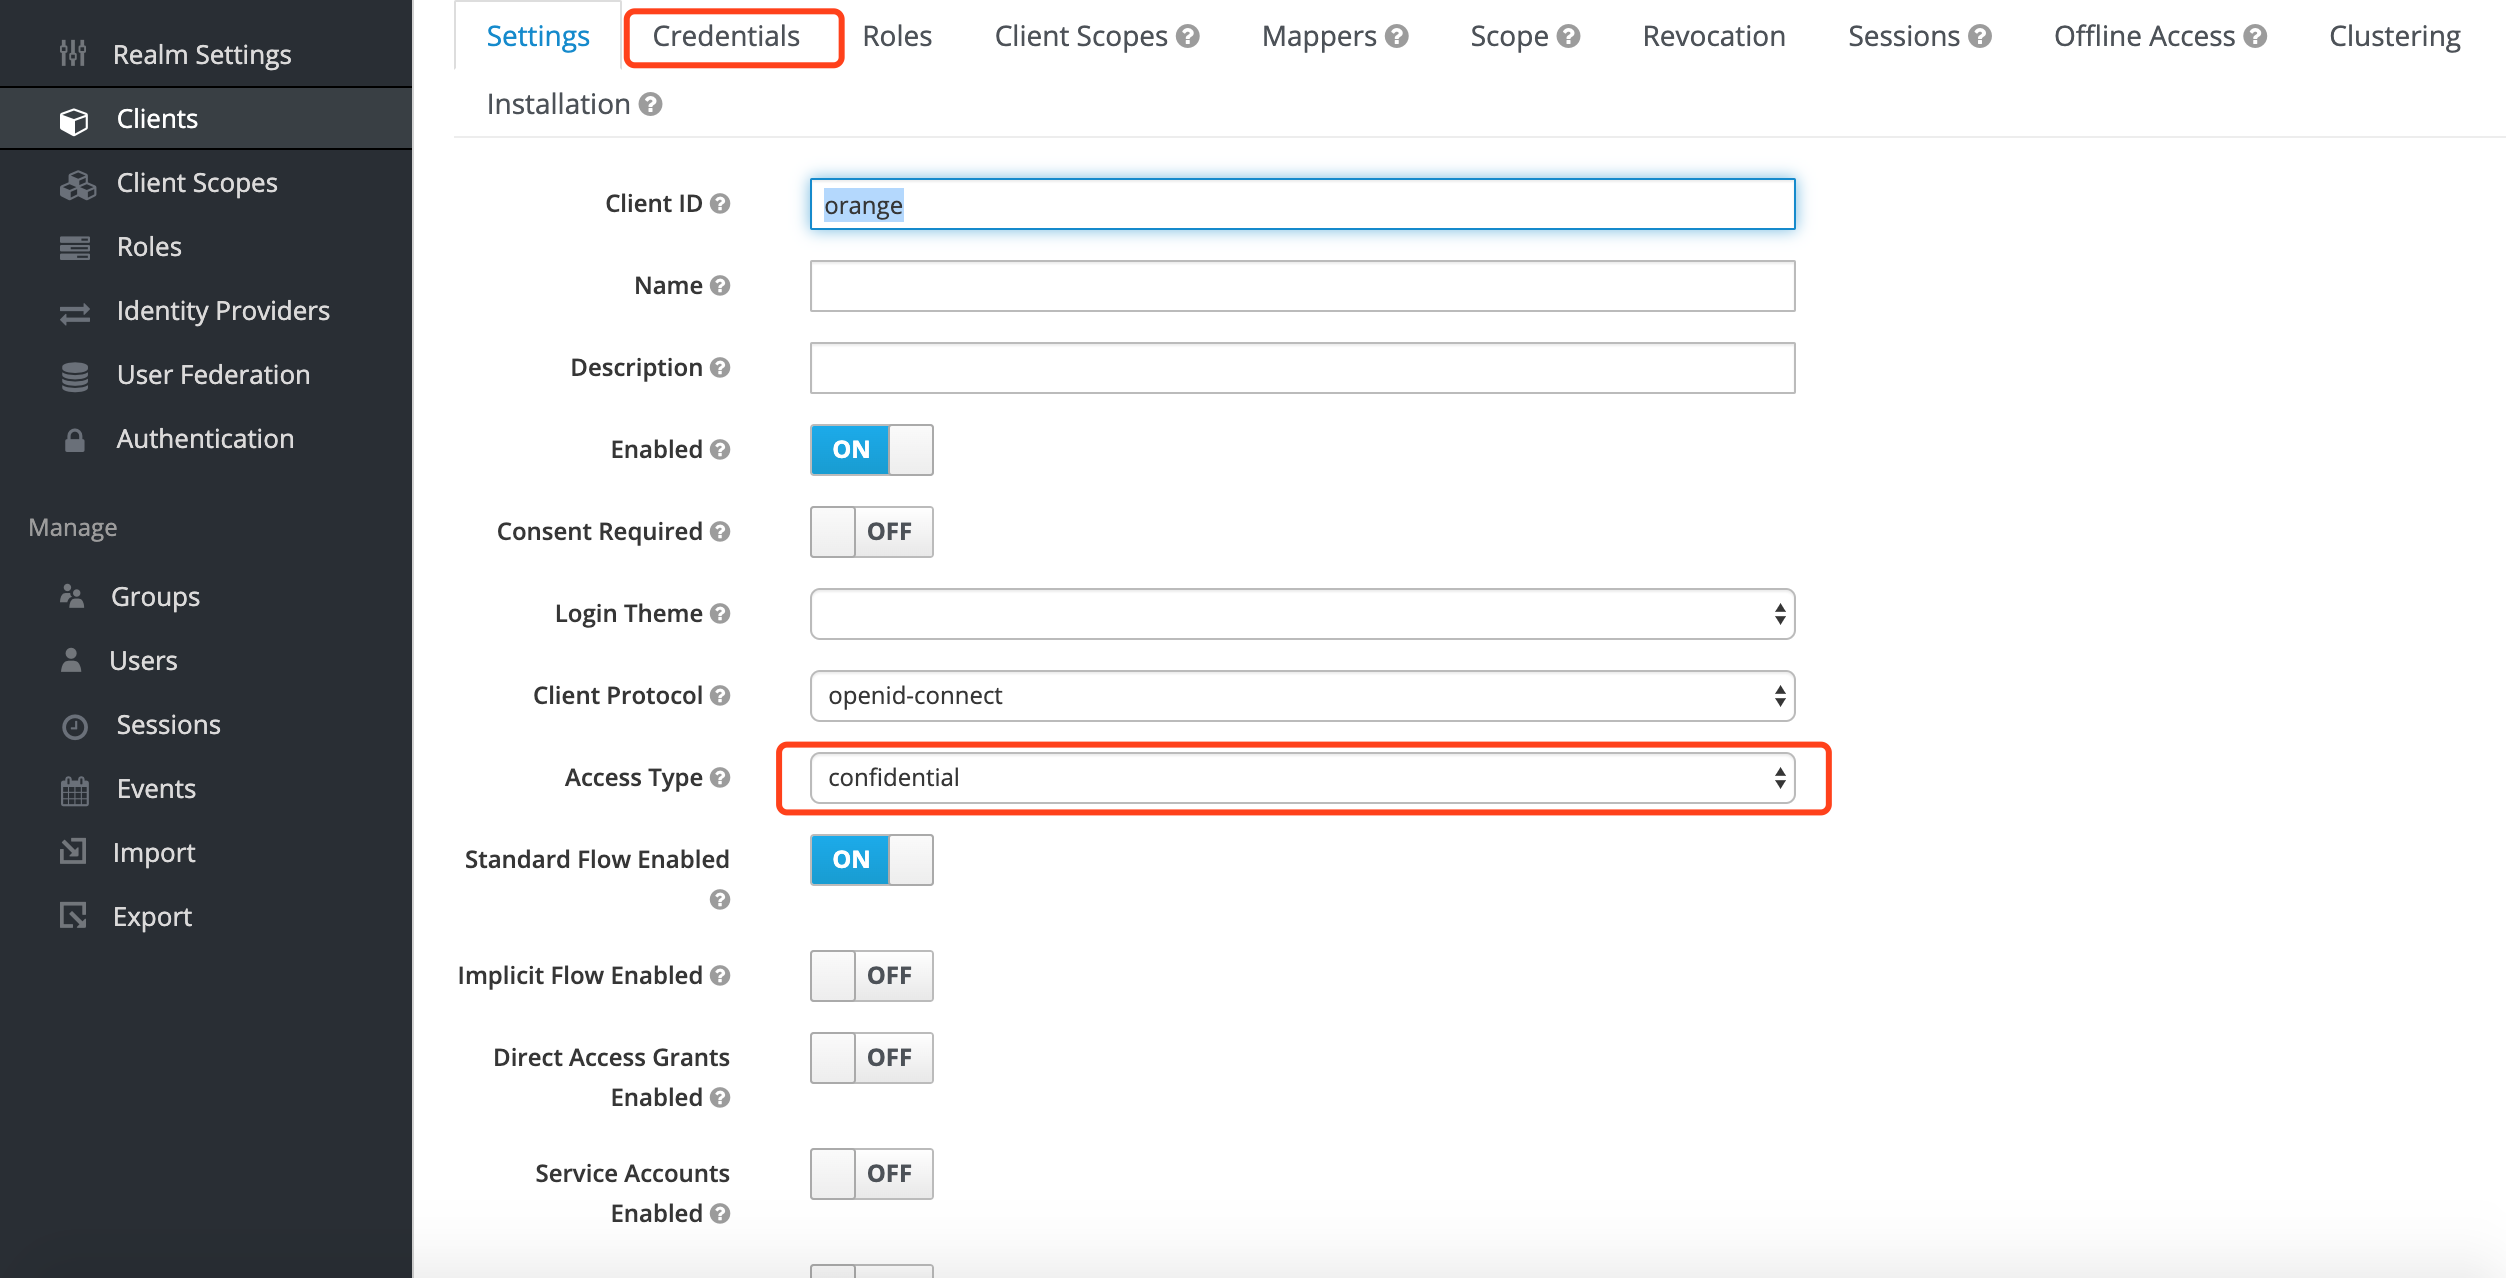 Realm Settings
Clients
Client Scopes
Roles
Identity Providers
User Federation
Authentication
Manage
Groups
Users
Sessions
Events
Import
Export
Settings Credentials Roles Client Scopes ? Mappers ? Scope ? Revocation Sessions ? Offline Access ? Clustering
Installation ?
Client ID ? orange
Name ?
Description ?
Enabled ? ON
Consent Required ? OFF
Login Theme ?
Client Protocol ? openid-connect
Access Type ? confidential
Standard Flow Enabled ON
?
Implicit Flow Enabled ? OFF
Direct Access Grants OFF
Enabled ?
Service Accounts OFF
Enabled ?